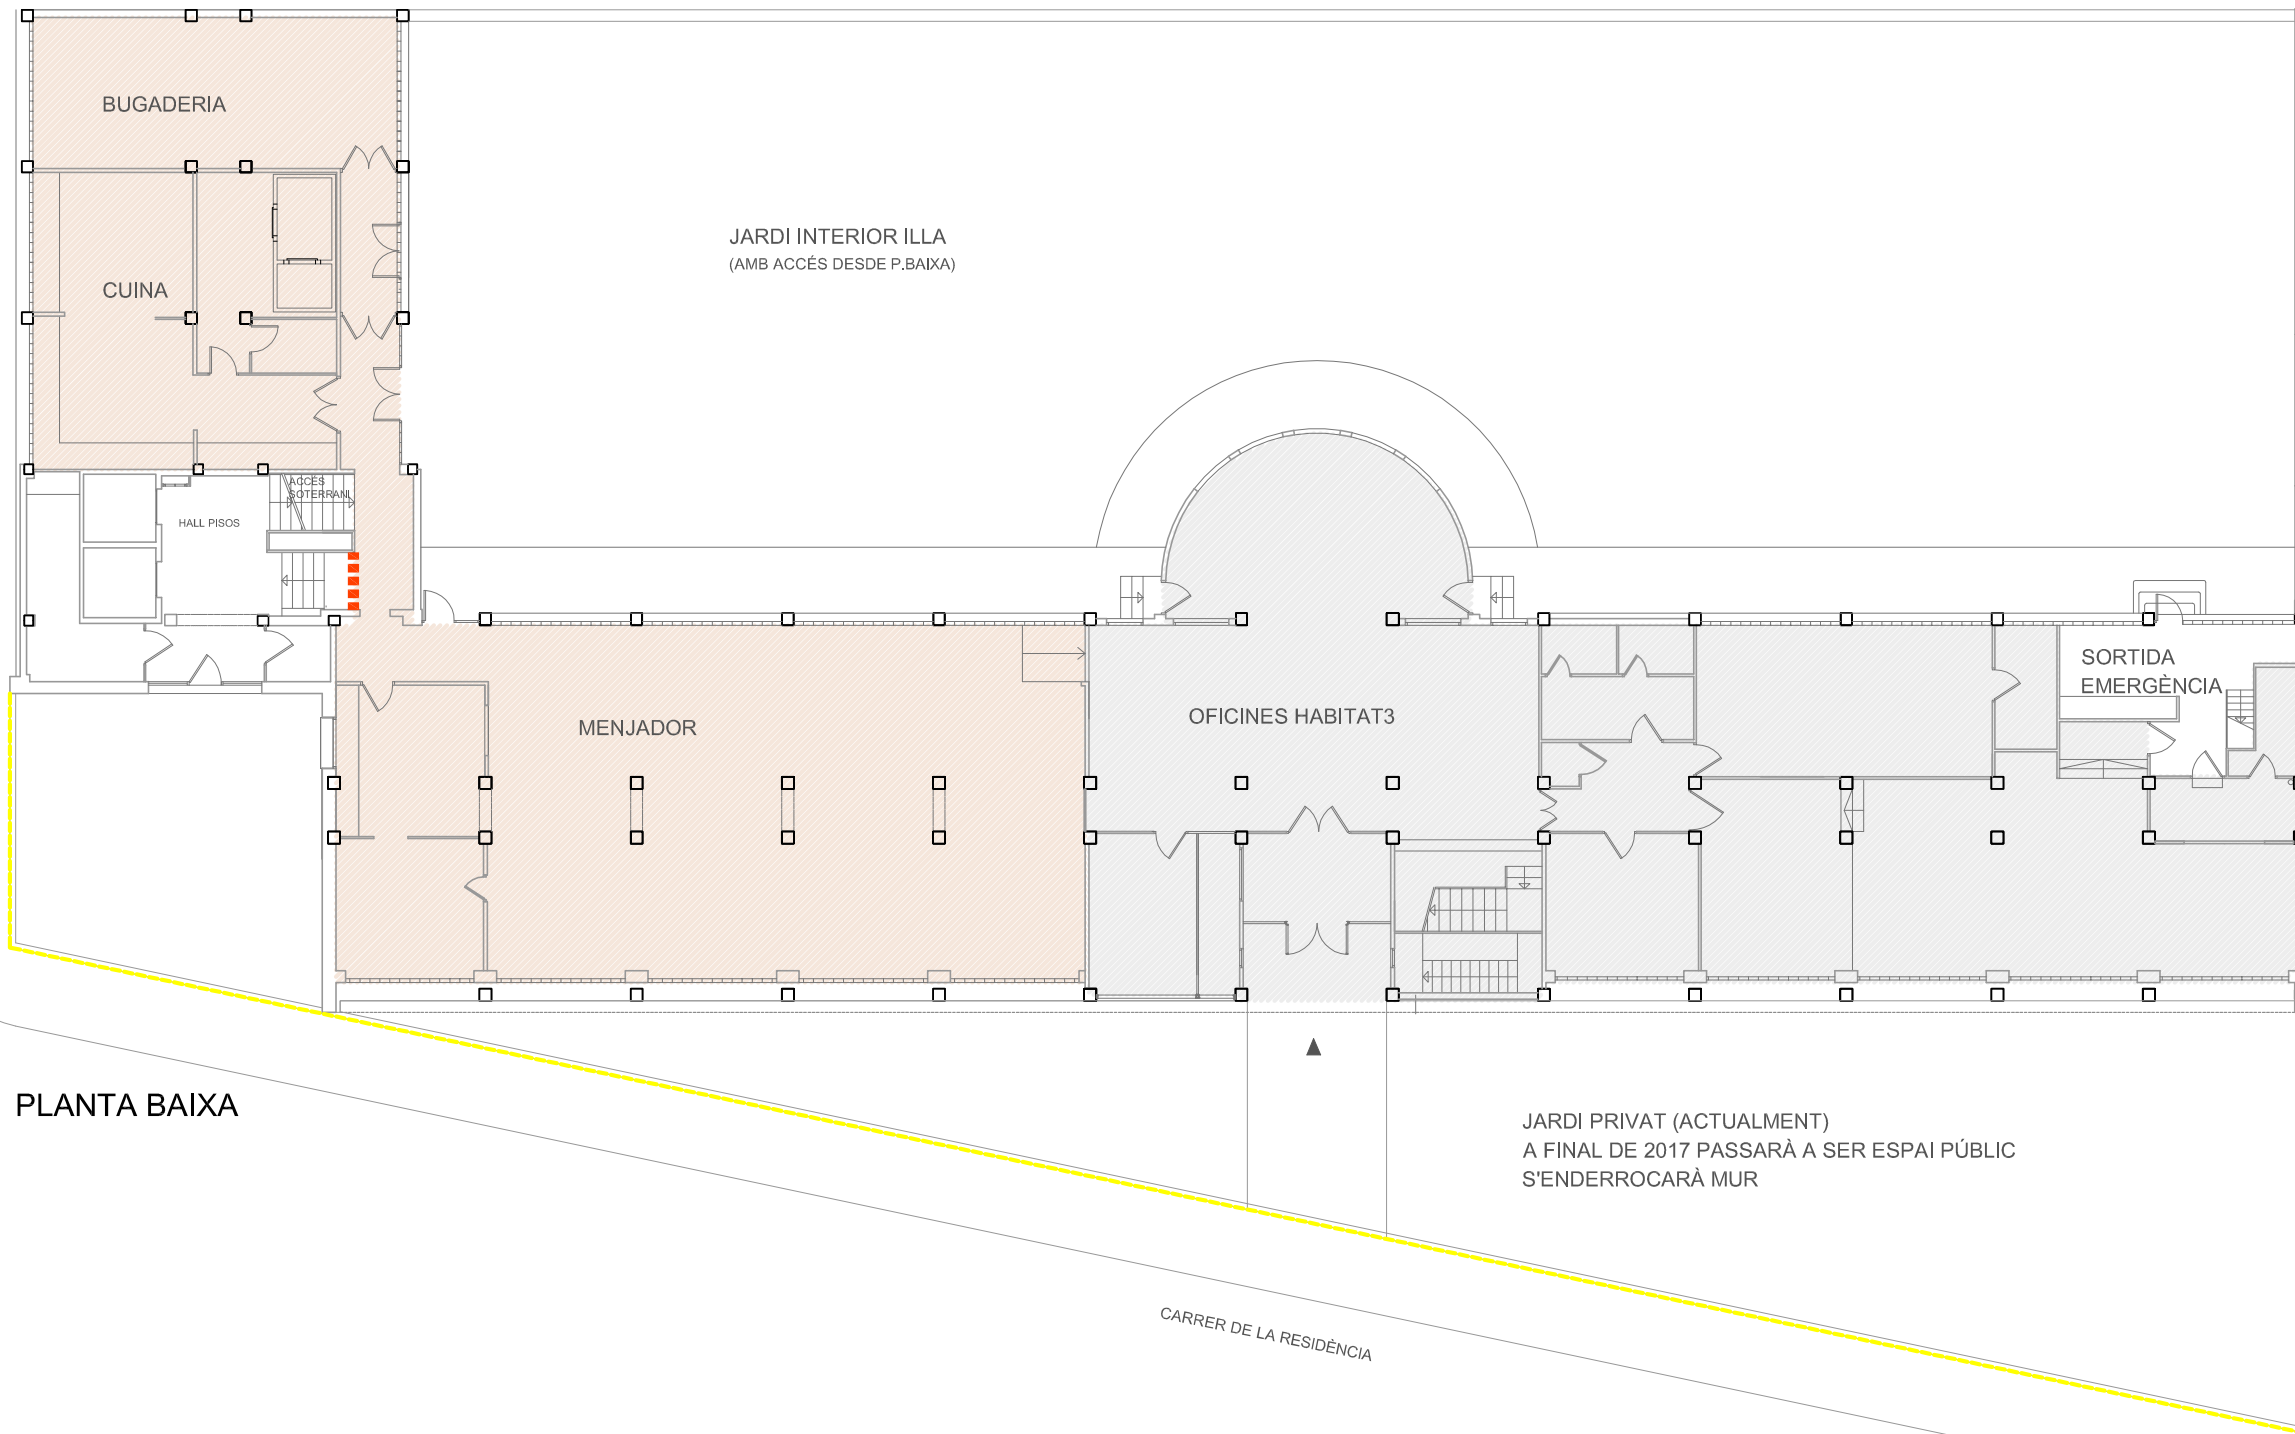 BUGADERIA
JARDI INTERIOR ILLA
(AMB ACCÉS DESDE P.BAIXA)
CUINA
ACCÉS
SOTERRANI
HALL PISOS
SORTIDA
EMERGÈNCIA
MENJADOR
OFICINES HABITAT3
PLANTA BAIXA
JARDI PRIVAT (ACTUALMENT)
A FINAL DE 2017 PASSARÀ A SER ESPAI PÚBLIC
S'ENDERROCARÀ MUR
CARRER DE LA RESIDÈNCIA